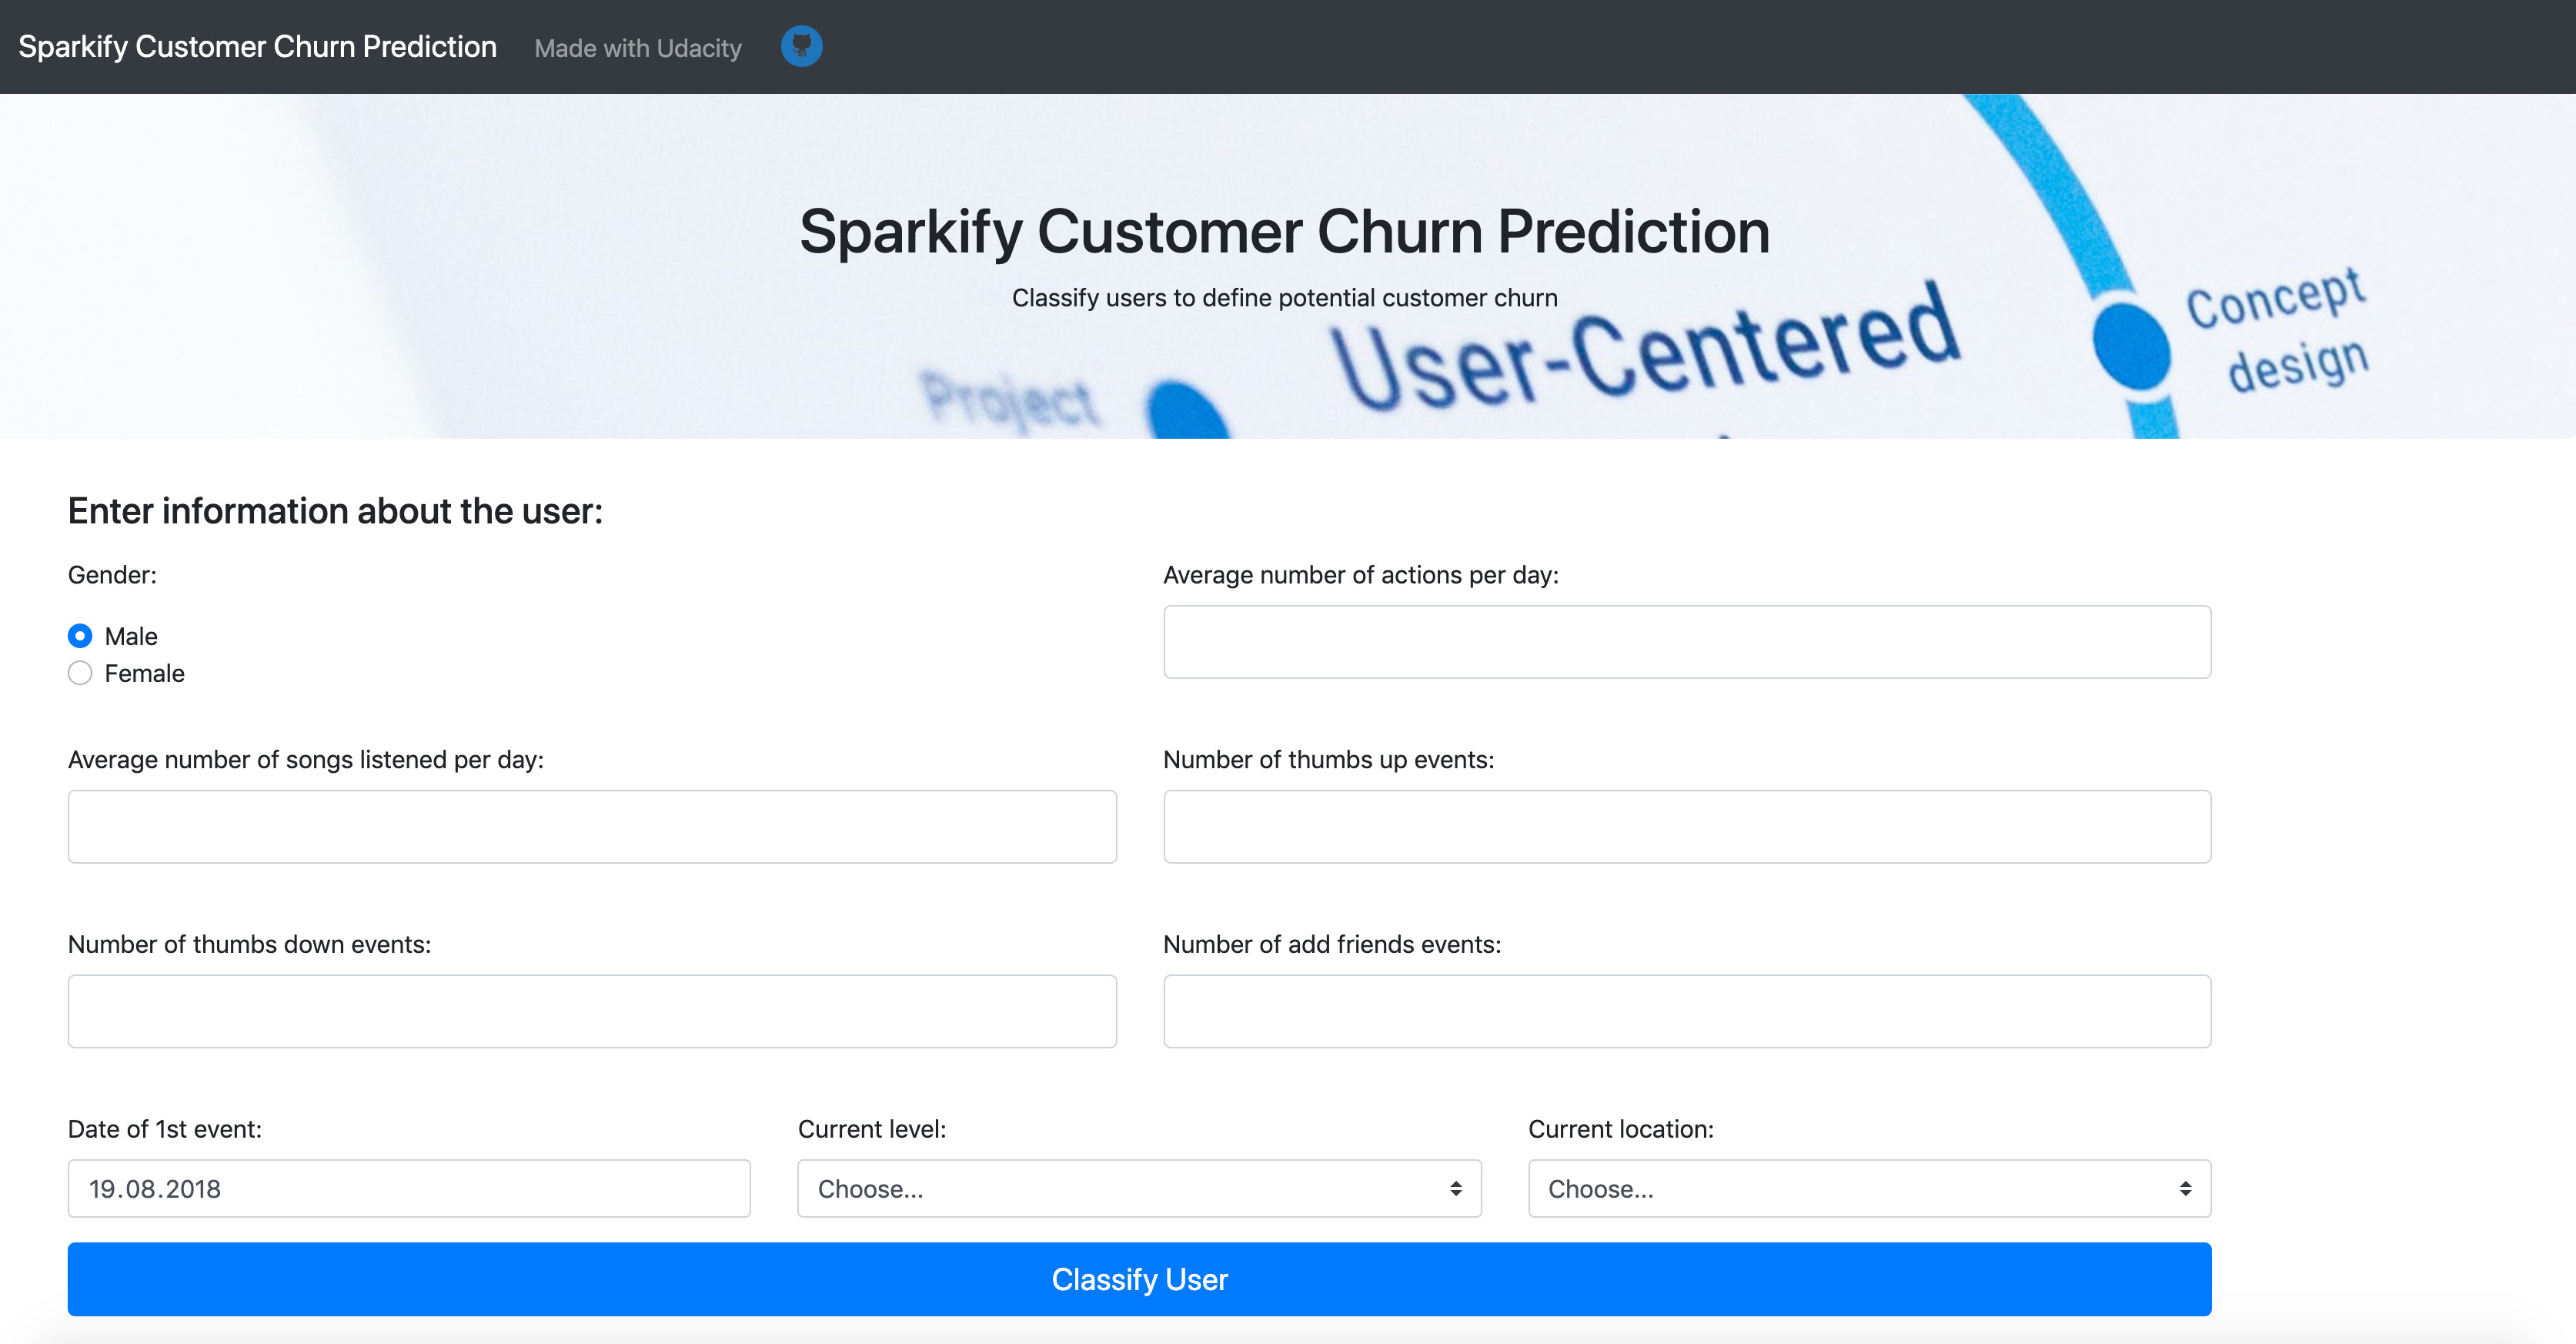 Sparkify Customer Churn Prediction Made with Udacity
Sparkify Customer Churn Prediction
Classify users to define potential customer churn
Project
User-Centered
Concept
design
Enter information about the user:
Gender:
Male
Female
Average number of actions per day:
Average number of songs listened per day:
Number of thumbs up events:
Number of thumbs down events:
Number of add friends events:
Date of 1st event:
19.08.2018
Current level:
Choose...
Current location:
Choose...
Classify User